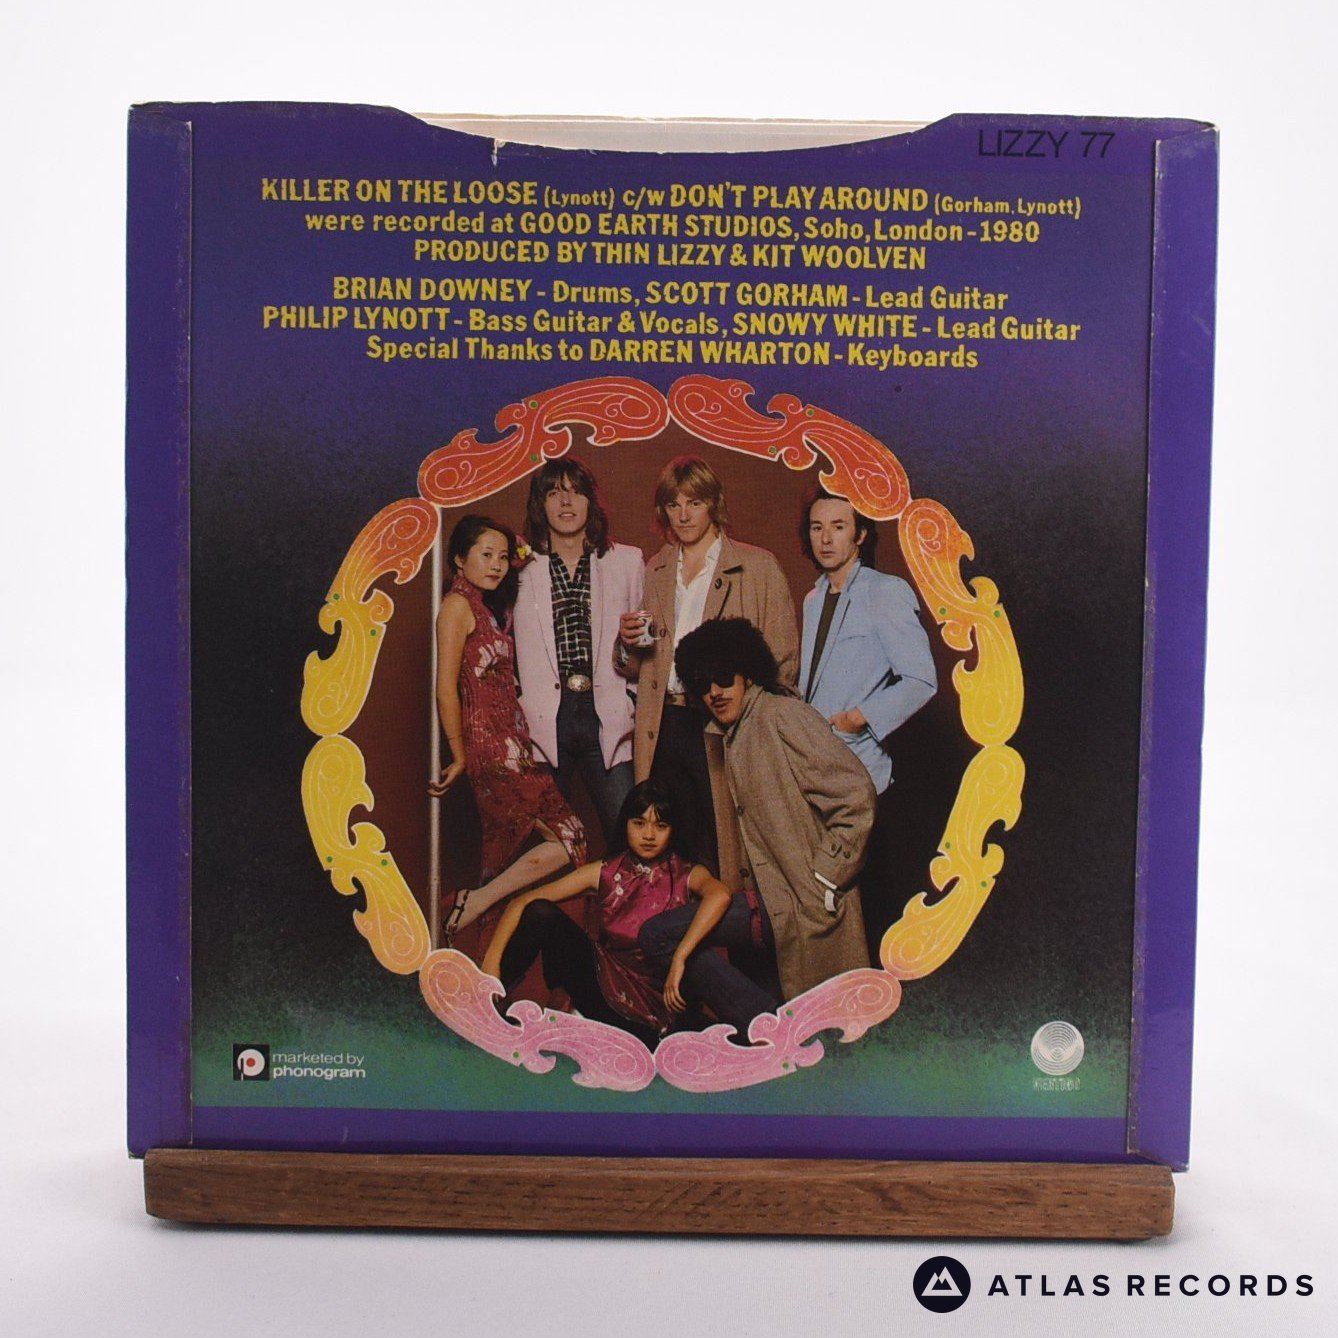 LIZZY 77
KILLER ON THE LOOSE (Lynott) c/w DON'T PLAY AROUND (Gorham, Lynott)
were recorded at GOOD EARTH STUDIOS, Soho, London-1980
PRODUCED BY THIN LIZZY & KIT WOOLVEN
BRIAN DOWNEY - Drums, SCOTT GORHAM - Lead Guitar
PHILIP LYNOTT - Bass Guitar & Vocals, SNOWY WHITE - Lead Guitar
Special Thanks to DARREN WHARTON - Keyboards
marketed by
phonogram
vertigo
ATLAS RECORDS